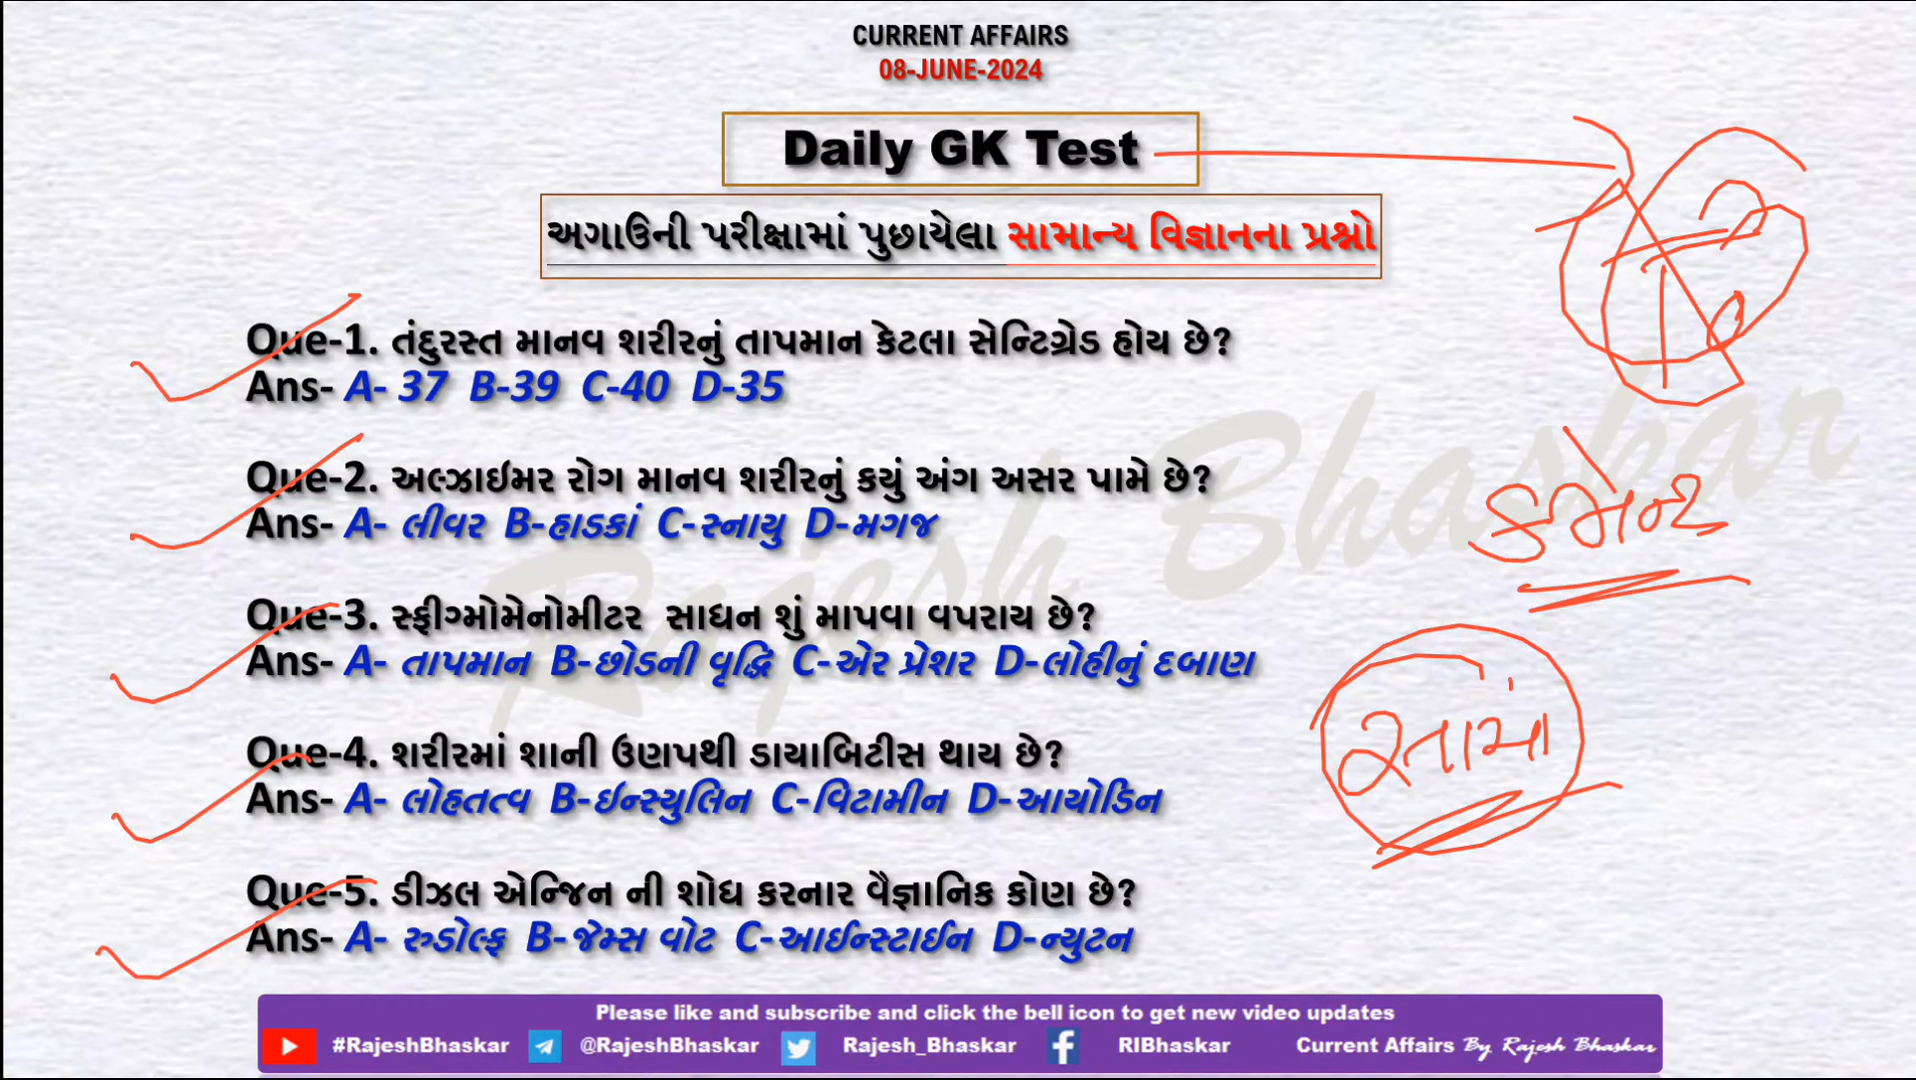 CURRENT AFFAIRS
08-JUNE-2024
Daily GK Test
અગાઉની પરીક્ષામાં પુછાયેલા સામાન્ય વિજ્ઞાનના પ્રશ્નો
Que-1. તંદુરસ્ત માનવ શરીરનું તાપમાન કેટલા સેન્ટિગ્રેડ હોય છે?
Ans- A- 37 B-39 C-40 D-35
Que-2. અલ્ઝાઈમર રોગ માનવ શરીરનું કયું અંગ અસર પામે છે?
Ans- A- લીવર B-હાડકાં C-સ્નાયુ D-મગજ
Que-3. સ્ફીગ્મોમેનોમીટર સાધન શું માપવા વપરાય છે?
Ans- A- તાપમાન B-છોડની વૃદ્ધિ C-એર પ્રેશર D-લોહીનું દબાણ
Que-4. શરીરમાં શાની ઉણપથી ડાયાબિટીસ થાય છે?
Ans- A- લોહતત્વ B-ઇન્સ્યુલિન C-વિટામીન D-આયોડિન
Que-5. ડીઝલ એન્જિન ની શોધ કરનાર વૈજ્ઞાનિક કોણ છે?
Ans- A- રુડોલ્ફ B-જેમ્સ વોટ C-આઈન્સ્ટાઈન D-ન્યુટન
Rajesh Bhaskar
Please like and subscribe and click the bell icon to get new video updates
#RajeshBhaskar @RajeshBhaskar Rajesh_Bhaskar RIBhaskar Current Affairs By Rajesh Bhaskar